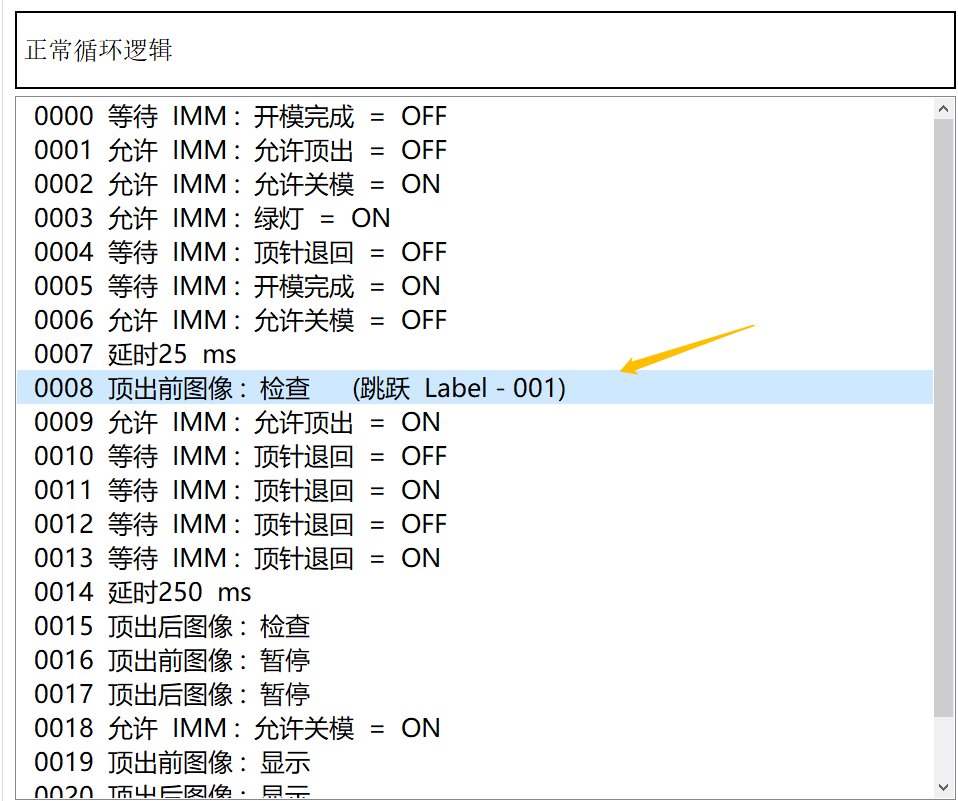 正常循环逻辑
0000 等待 IMM : 开模完成 = OFF
0001 允许 IMM : 允许顶出 = OFF
0002 允许 IMM : 允许关模 = ON
0003 允许 IMM : 绿灯 = ON
0004 等待 IMM : 顶针退回 = OFF
0005 等待 IMM : 开模完成 = ON
0006 允许 IMM : 允许关模 = OFF
0007 延时25 ms
0008 顶出前图像 : 检查 (跳跃 Label - 001)
0009 允许 IMM : 允许顶出 = ON
0010 等待 IMM : 顶针退回 = OFF
0011 等待 IMM : 顶针退回 = ON
0012 等待 IMM : 顶针退回 = OFF
0013 等待 IMM : 顶针退回 = ON
0014 延时250 ms
0015 顶出后图像 : 检查
0016 顶出前图像 : 暂停
0017 顶出后图像 : 暂停
0018 允许 IMM : 允许关模 = ON
0019 顶出前图像 : 显示
0020 顶出后图像 : 显示